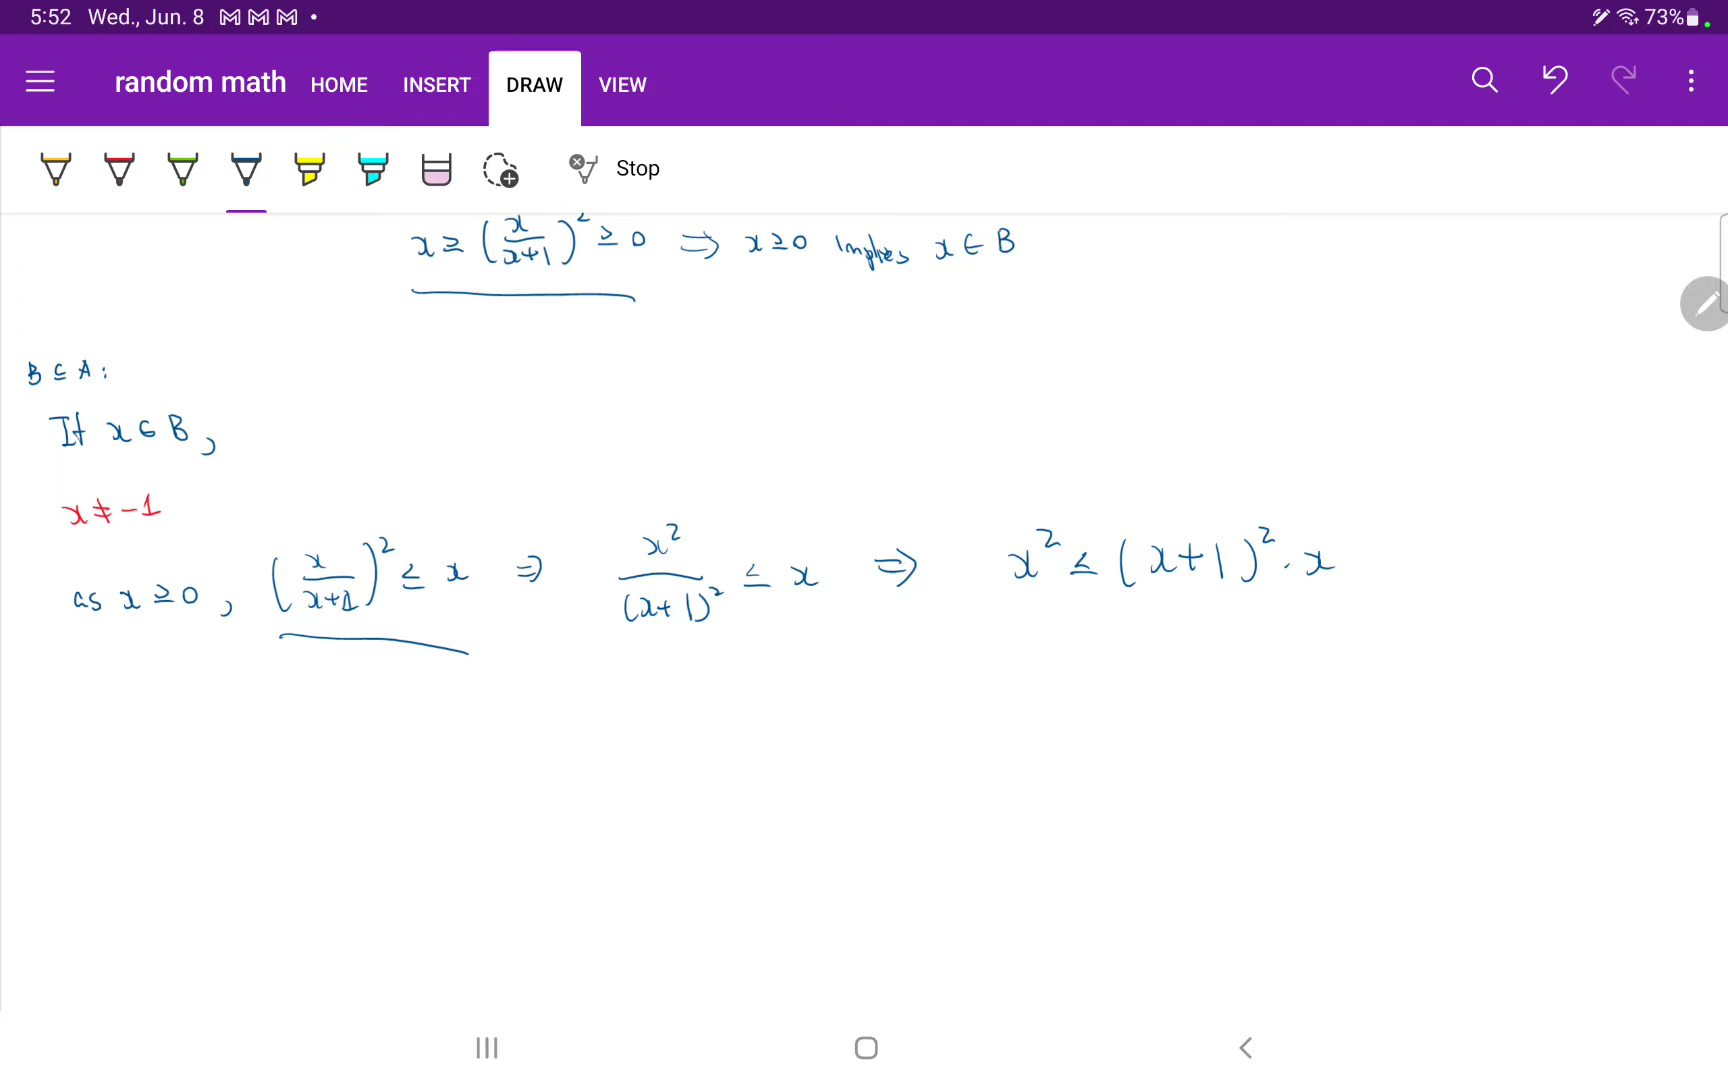 5:52 Wed., Jun. 8 73%
random math HOME INSERT DRAW VIEW
Stop
x ≥ (x/(x+1))² ≥ 0 ⇒ x ≥ 0 implies x ∈ B
B ⊆ A:
If x ∈ B,
x ≠ -1
as x ≥ 0, (x/(x+1))² ≤ x ⇒ x²/(x+1)² ≤ x ⇒ x² ≤ (x+1)² · x